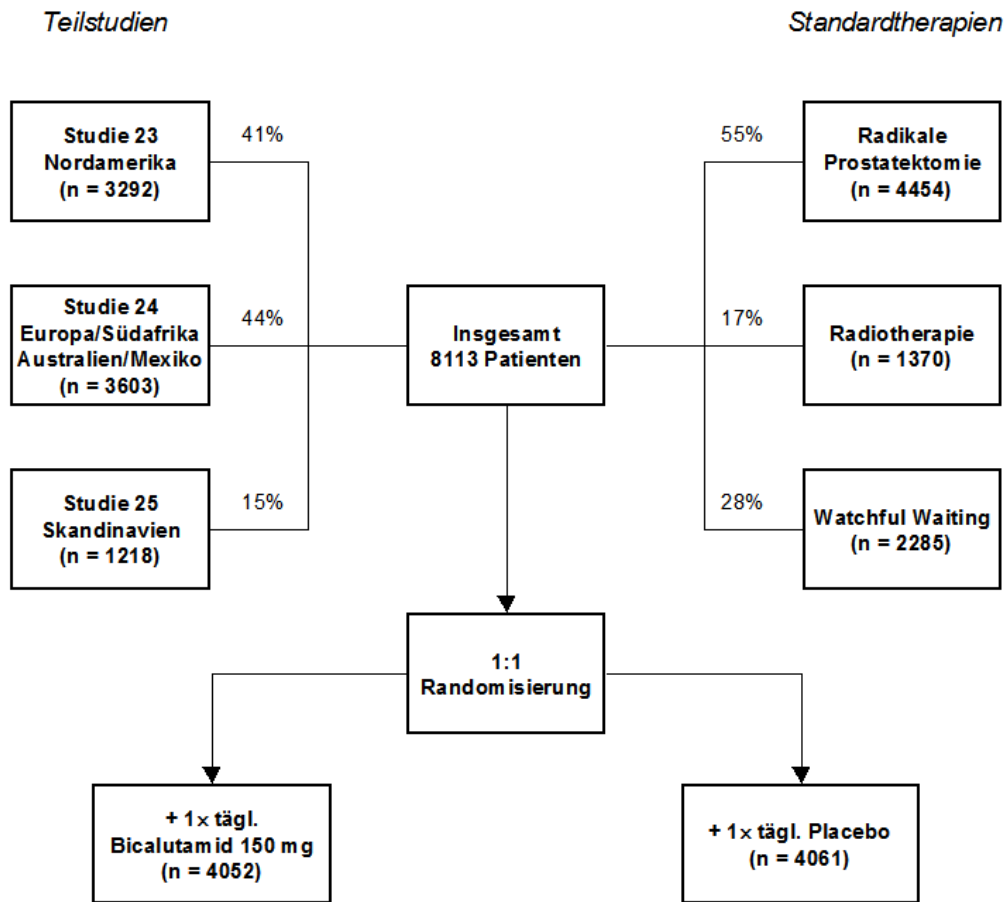 Teilstudien
Standardtherapien
Studie 23
Nordamerika
(n = 3292)
41%
55%
Radikale
Prostatektomie
(n = 4454)
Studie 24
Europa/Südafrika
Australien/Mexiko
(n = 3603)
44%
Insgesamt
8113 Patienten
17%
Radiotherapie
(n = 1370)
Studie 25
Skandinavien
(n = 1218)
15%
28%
Watchful Waiting
(n = 2285)
1:1
Randomisierung
+ 1× tägl.
Bicalutamid 150 mg
(n = 4052)
+ 1× tägl. Placebo
(n = 4061)